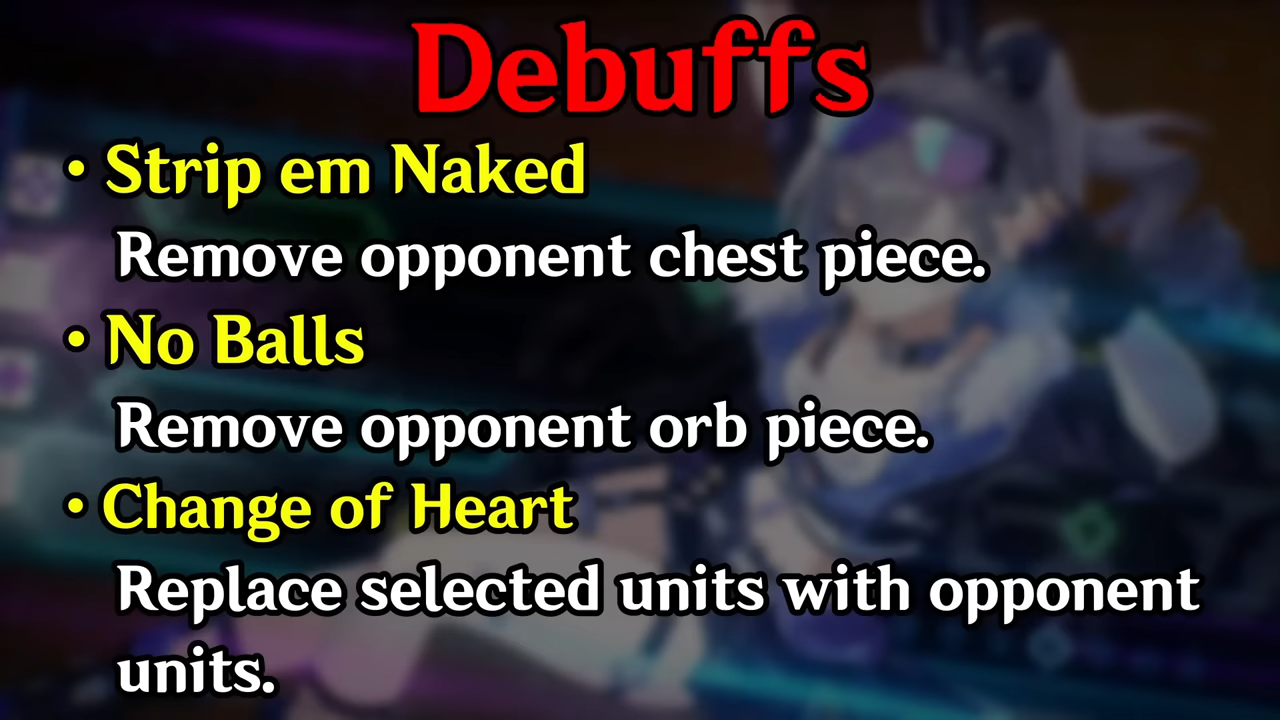 Debuffs
• Strip em Naked
Remove opponent chest piece.
• No Balls
Remove opponent orb piece.
• Change of Heart
Replace selected units with opponent
units.